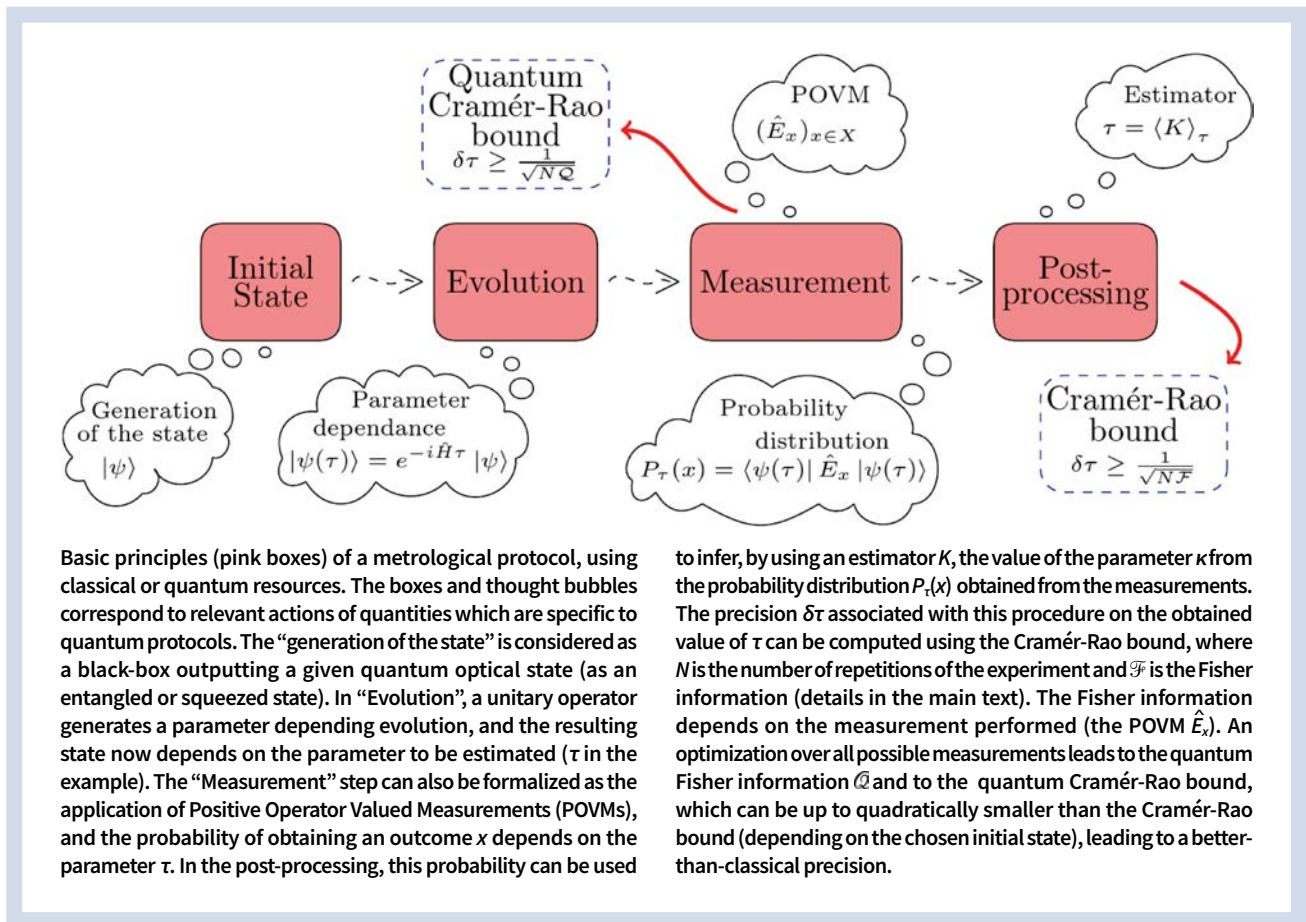 Quantum
Cramér-Rao
bound
δτ ≥ 1/√(N𝒬)
POVM
(Ê_x)_{x∈X}
Estimator
τ = ⟨K⟩_τ
Initial
State
Evolution
Measurement
Post-
processing
Generation
of the state
|ψ⟩
Parameter
dependance
|ψ(τ)⟩ = e^{-iĤτ} |ψ⟩
Probability
distribution
P_τ(x) = ⟨ψ(τ)| Ê_x |ψ(τ)⟩
Cramér-Rao
bound
δτ ≥ 1/√(Nℱ)
Basic principles (pink boxes) of a metrological protocol, using
classical or quantum resources. The boxes and thought bubbles
correspond to relevant actions of quantities which are specific to
quantum protocols. The “generation of the state” is considered as
a black-box outputting a given quantum optical state (as an
entangled or squeezed state). In “Evolution”, a unitary operator
generates a parameter depending evolution, and the resulting
state now depends on the parameter to be estimated (τ in the
example). The “Measurement” step can also be formalized as the
application of Positive Operator Valued Measurements (POVMs),
and the probability of obtaining an outcome x depends on the
parameter τ. In the post-processing, this probability can be used
to infer, by using an estimator K, the value of the parameter κ from
the probability distribution P_τ(x) obtained from the measurements.
The precision δτ associated with this procedure on the obtained
value of τ can be computed using the Cramér-Rao bound, where
N is the number of repetitions of the experiment and ℱ is the Fisher
information (details in the main text). The Fisher information
depends on the measurement performed (the POVM Ê_x). An
optimization over all possible measurements leads to the quantum
Fisher information 𝒬 and to the quantum Cramér-Rao bound,
which can be up to quadratically smaller than the Cramér-Rao
bound (depending on the chosen initial state), leading to a better-
than-classical precision.